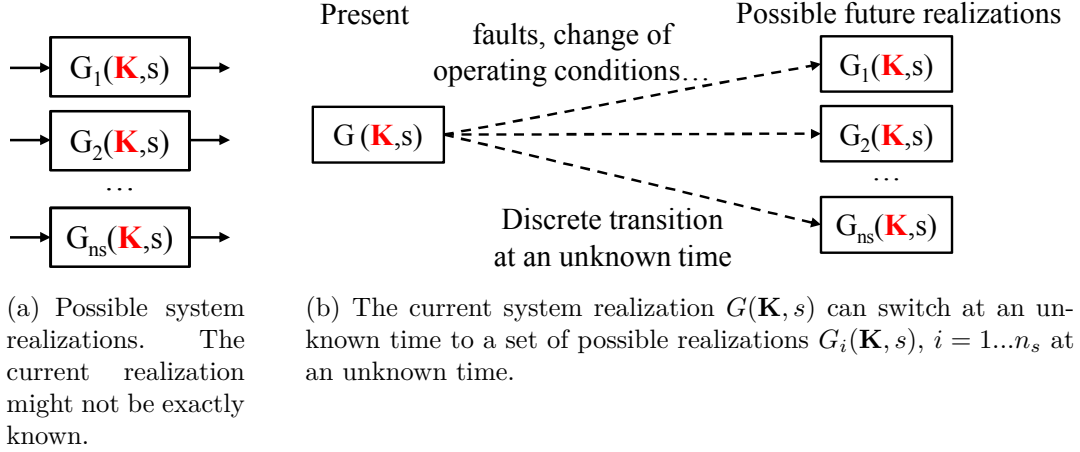 G1(K,s)
G2(K,s)
…
Gns(K,s)
(a) Possible system
realizations. The
current realization
might not be exactly
known.
Present
Possible future realizations
faults, change of
operating conditions…
G (K,s)
G1(K,s)
G2(K,s)
…
Gns(K,s)
Discrete transition
at an unknown time
(b) The current system realization G(K, s) can switch at an un-
known time to a set of possible realizations Gi(K, s), i = 1...ns at
an unknown time.